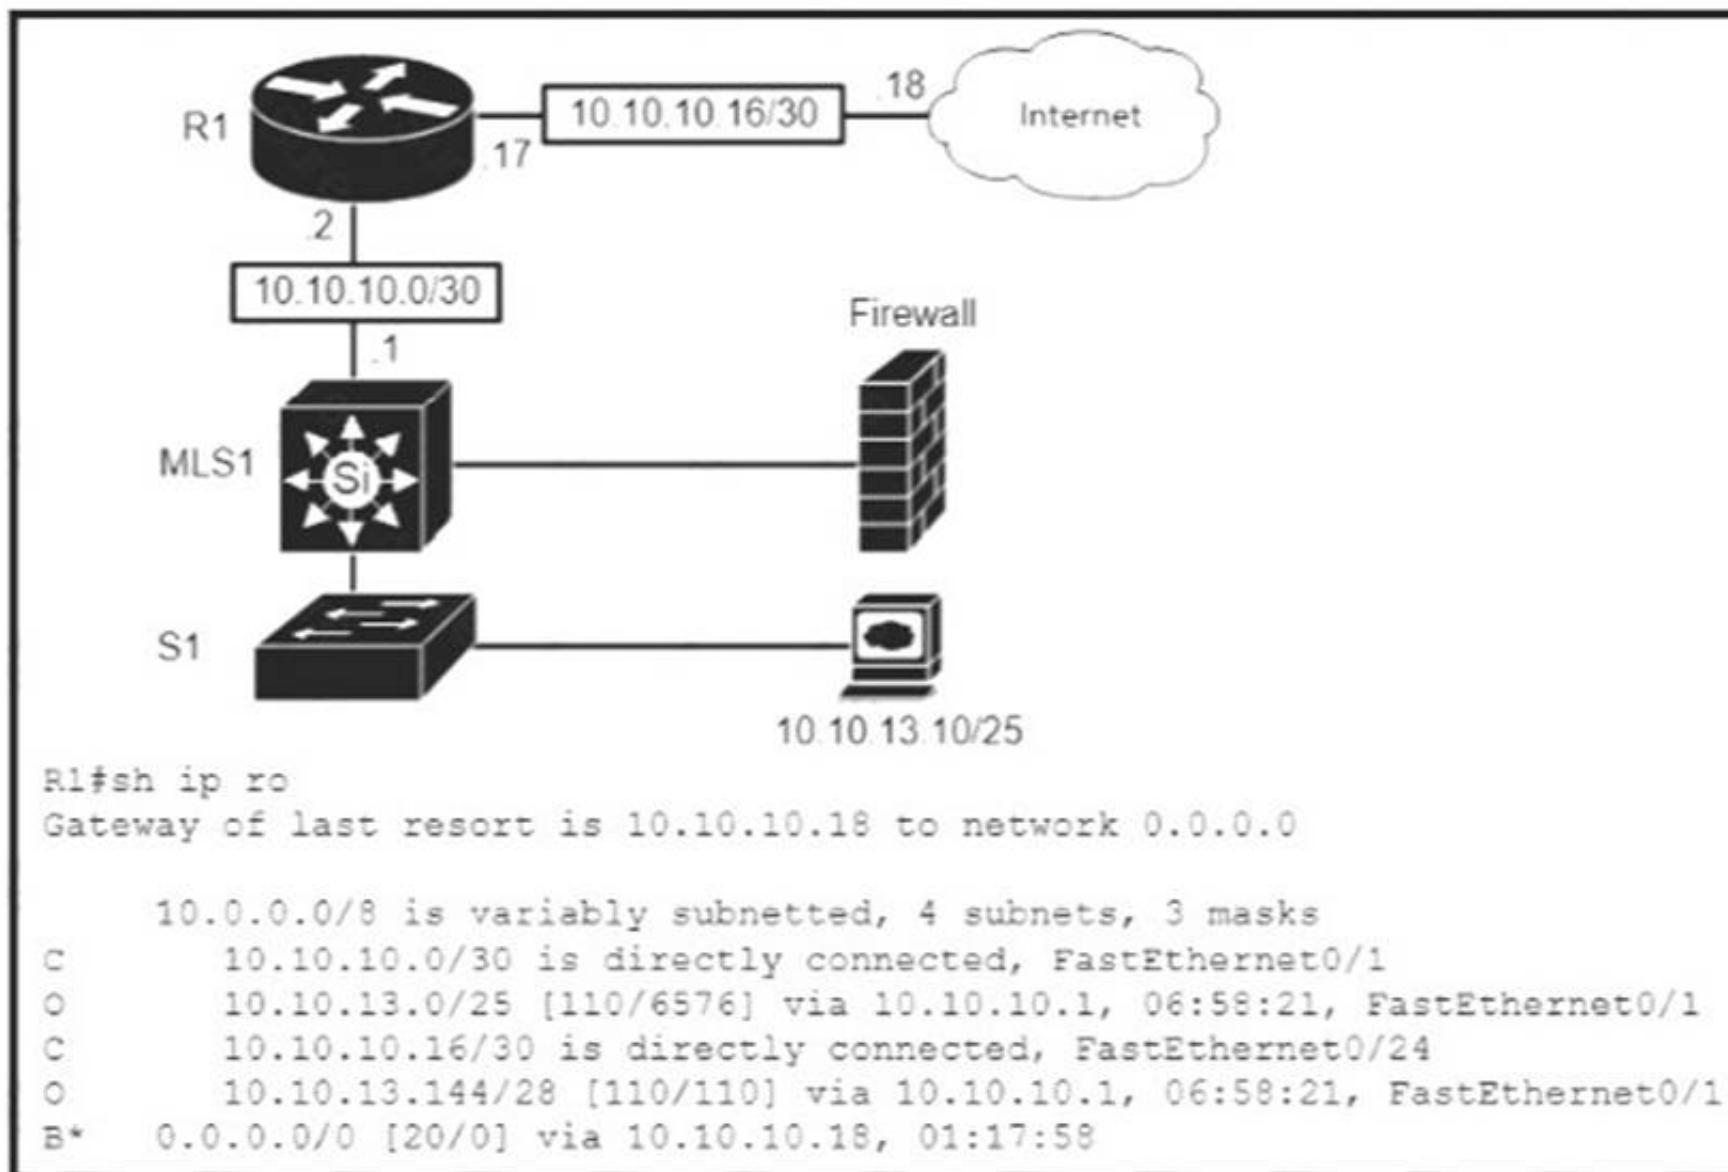 R1
.17
10.10.10.16/30
.18
Internet
.2
10.10.10.0/30
.1
Firewall
MLS1
Si
S1
10.10.13.10/25
R1#sh ip ro
Gateway of last resort is 10.10.10.18 to network 0.0.0.0
10.0.0.0/8 is variably subnetted, 4 subnets, 3 masks
C 10.10.10.0/30 is directly connected, FastEthernet0/1
O 10.10.13.0/25 [110/6576] via 10.10.10.1, 06:58:21, FastEthernet0/1
C 10.10.10.16/30 is directly connected, FastEthernet0/24
O 10.10.13.144/28 [110/110] via 10.10.10.1, 06:58:21, FastEthernet0/1
B* 0.0.0.0/0 [20/0] via 10.10.10.18, 01:17:58